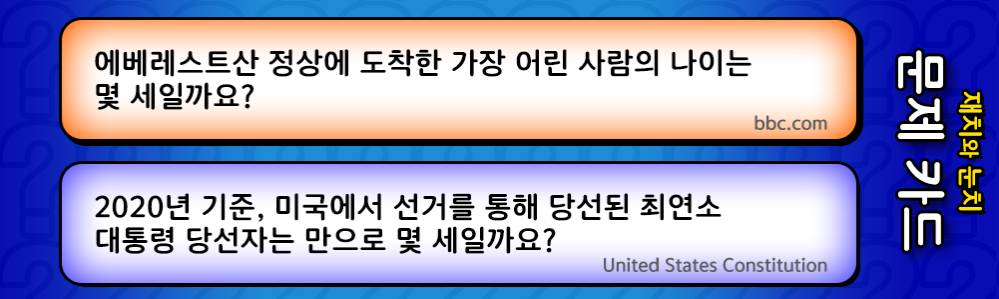 에베레스트산 정상에 도착한 가장 어린 사람의 나이는
몇 세일까요?
bbc.com
2020년 기준, 미국에서 선거를 통해 당선된 최연소
대통령 당선자는 만으로 몇 세일까요?
United States Constitution
재치와 눈치
문제 카드